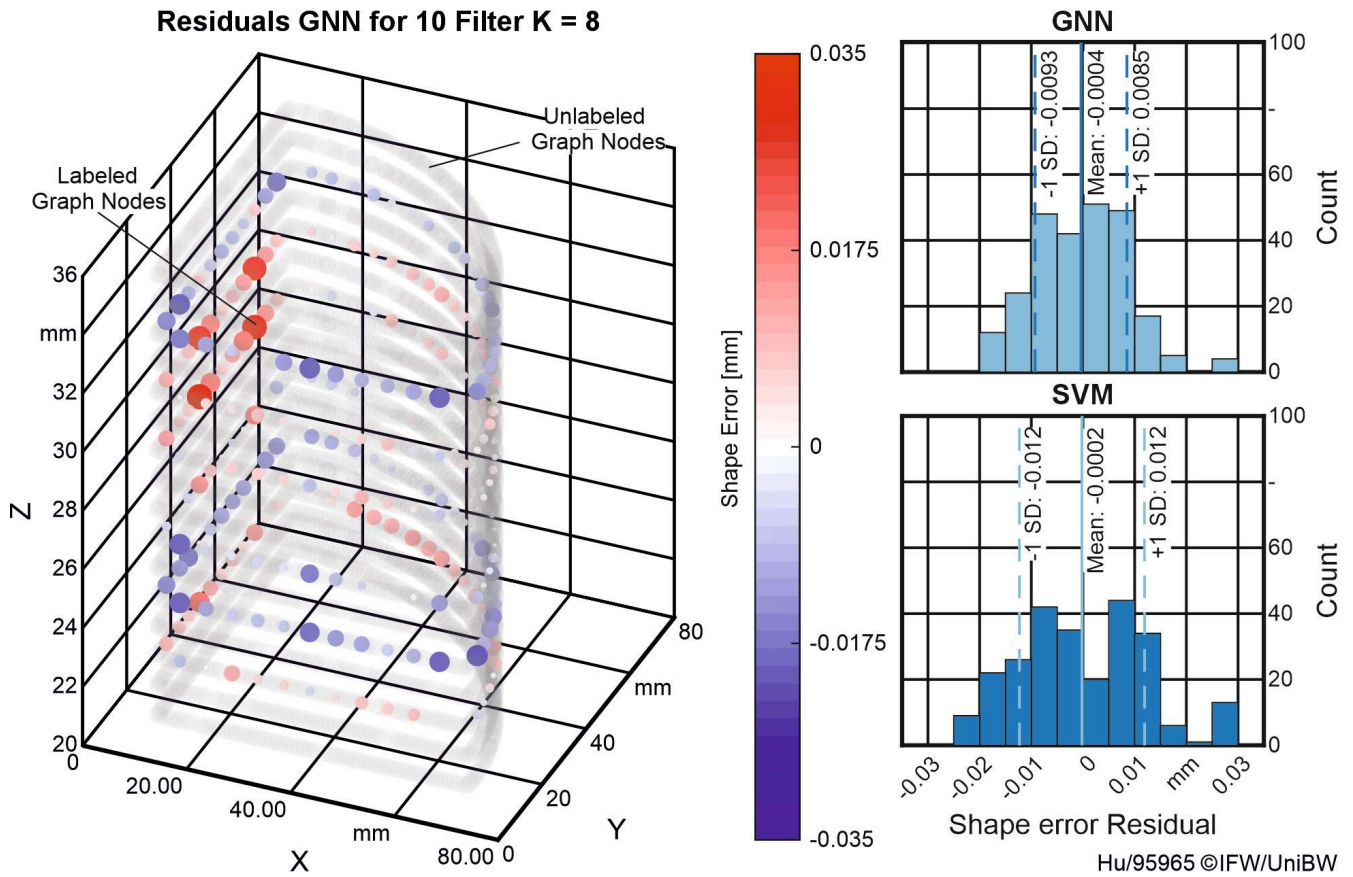 Residuals GNN for 10 Filter K = 8
Unlabeled
Graph Nodes
Labeled
Graph Nodes
36
mm
32
30
28
26
24
22
20
Z
0
20.00
40.00
mm
80.00
X
0
20
40
mm
80
Y
Shape Error [mm]
0.035
0.0175
0
-0.0175
-0.035
GNN
-1 SD: -0.0093
Mean: -0.0004
+1 SD: 0.0085
100
-
60
40
20
0
Count
SVM
-1 SD: -0.012
Mean: -0.0002
+1 SD: 0.012
100
-
60
40
20
0
Count
-0.03
-0.02
-0.01
0
0.01
mm
0.03
Shape error Residual
Hu/95965 ©IFW/UniBW